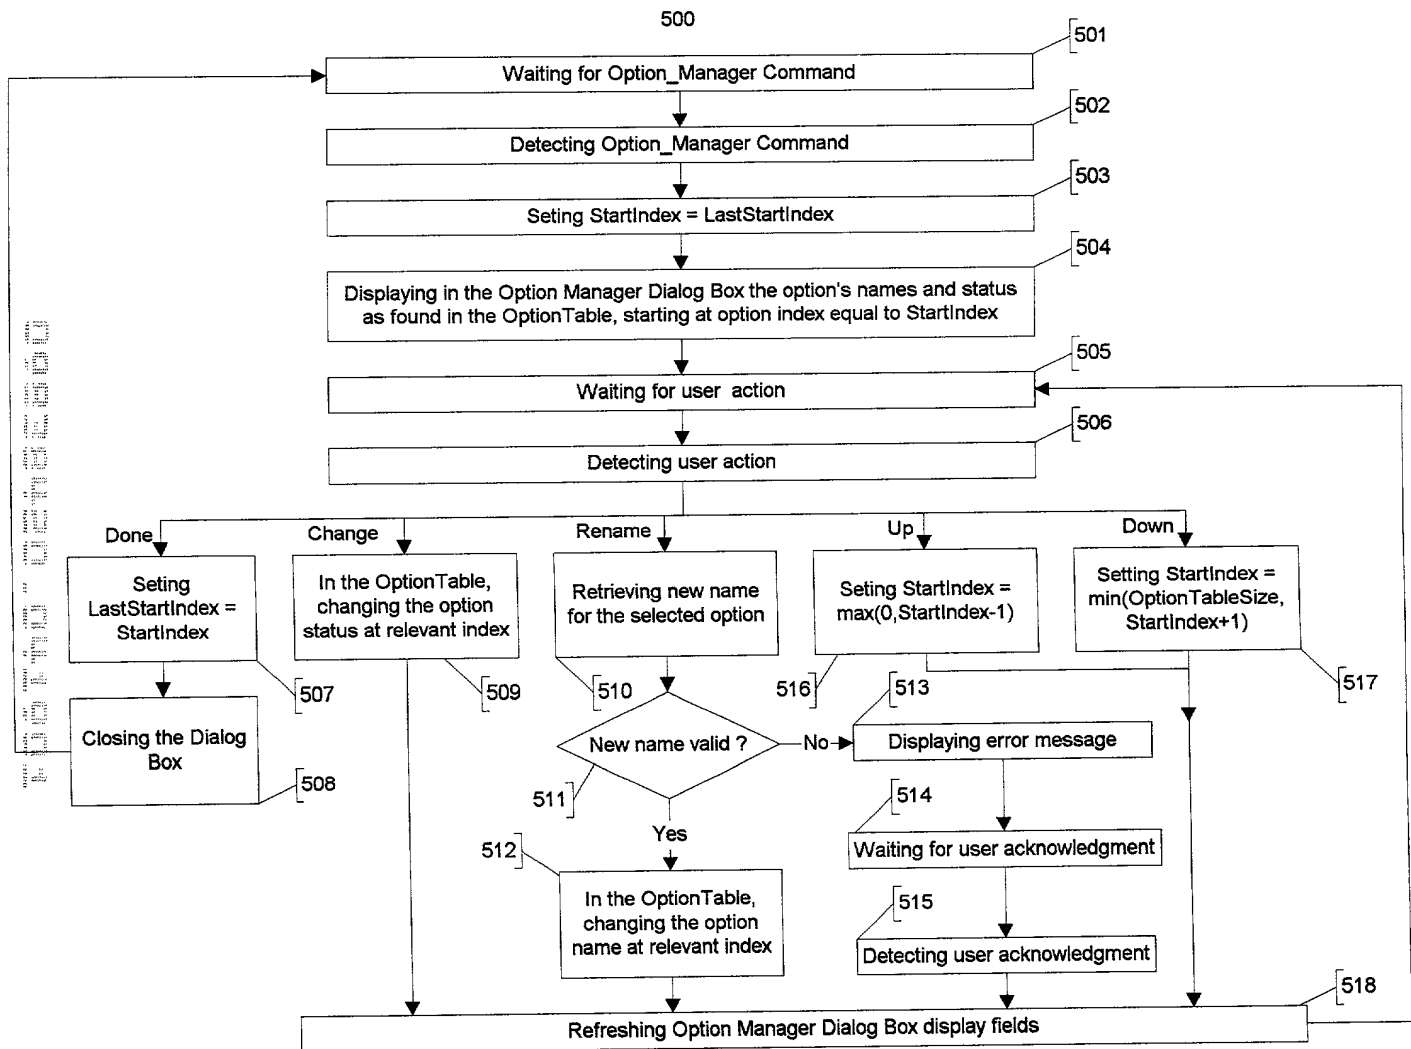 500
501
Waiting for Option_Manager Command
502
Detecting Option_Manager Command
503
Seting StartIndex = LastStartIndex
504
Displaying in the Option Manager Dialog Box the option's names and status
as found in the OptionTable, starting at option index equal to StartIndex
505
Waiting for user action
506
Detecting user action
Done
Change
Rename
Up
Down
Seting
LastStartIndex =
StartIndex
In the OptionTable,
changing the option
status at relevant index
Retrieving new name
for the selected option
Seting StartIndex =
max(0,StartIndex-1)
Setting StartIndex =
min(OptionTableSize,
StartIndex+1)
507
509
510
516
513
517
Closing the Dialog
Box
508
New name valid ?
No
Displaying error message
511
514
Yes
Waiting for user acknowledgment
512
In the OptionTable,
changing the option
name at relevant index
515
Detecting user acknowledgment
518
Refreshing Option Manager Dialog Box display fields